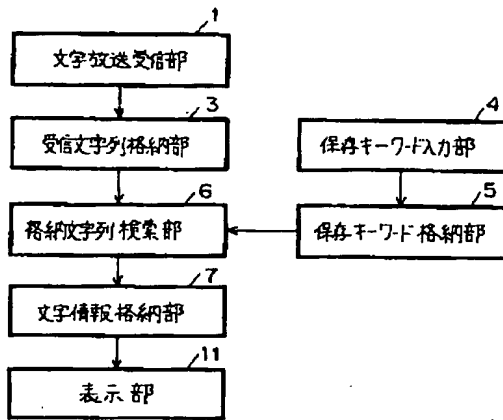 1
文字放送受信部
3
受信文字列格納部
4
保存キーワード入力部
6
格納文字列検索部
5
保存キーワード格納部
7
文字情報格納部
11
表示部